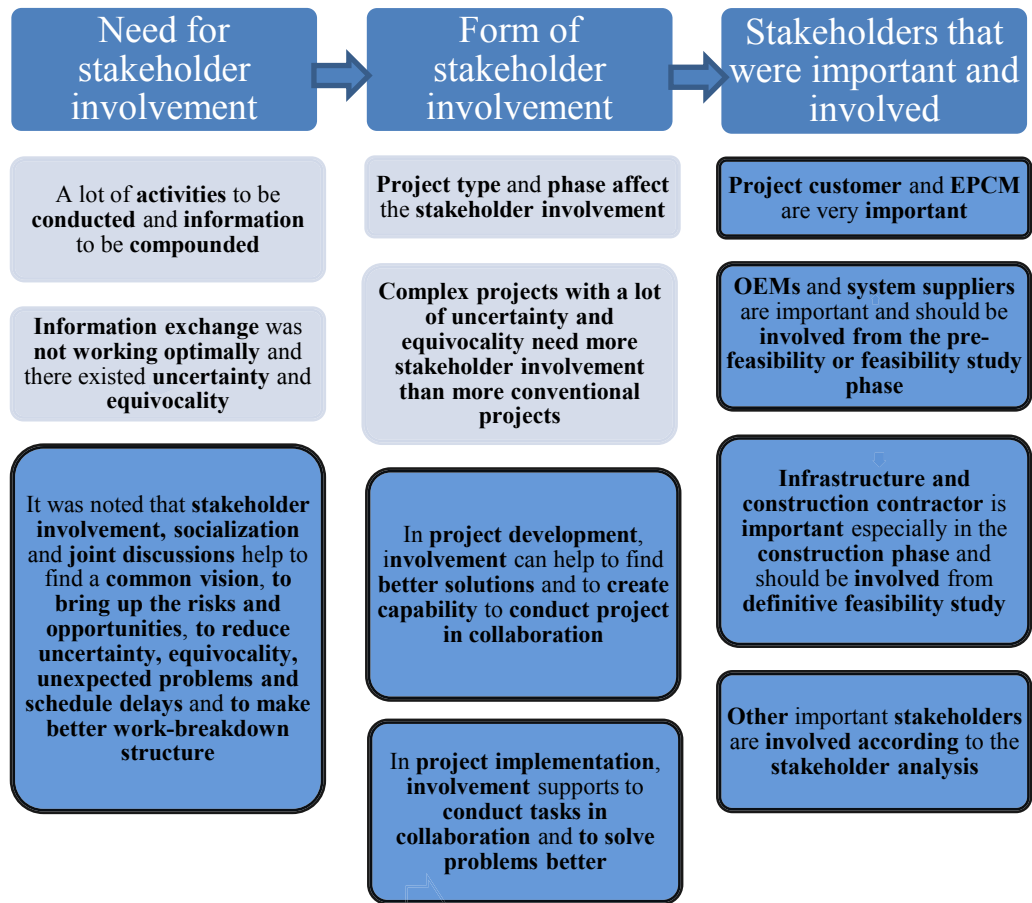 Need for
stakeholder
involvement
Form of
stakeholder
involvement
Stakeholders that
were important and
involved
A lot of activities to be
conducted and information
to be compounded
Information exchange was
not working optimally and
there existed uncertainty and
equivocality
It was noted that stakeholder
involvement, socialization
and joint discussions help to
find a common vision, to
bring up the risks and
opportunities, to reduce
uncertainty, equivocality,
unexpected problems and
schedule delays and to make
better work-breakdown
structure
Project type and phase affect
the stakeholder involvement
Complex projects with a lot
of uncertainty and
equivocality need more
stakeholder involvement
than more conventional
projects
In project development,
involvement can help to find
better solutions and to create
capability to conduct project
in collaboration
In project implementation,
involvement supports to
conduct tasks in
collaboration and to solve
problems better
Project customer and EPCM
are very important
OEMs and system suppliers
are important and should be
involved from the pre-
feasibility or feasibility study
phase
Infrastructure and
construction contractor is
important especially in the
construction phase and
should be involved from
definitive feasibility study
Other important stakeholders
are involved according to the
stakeholder analysis